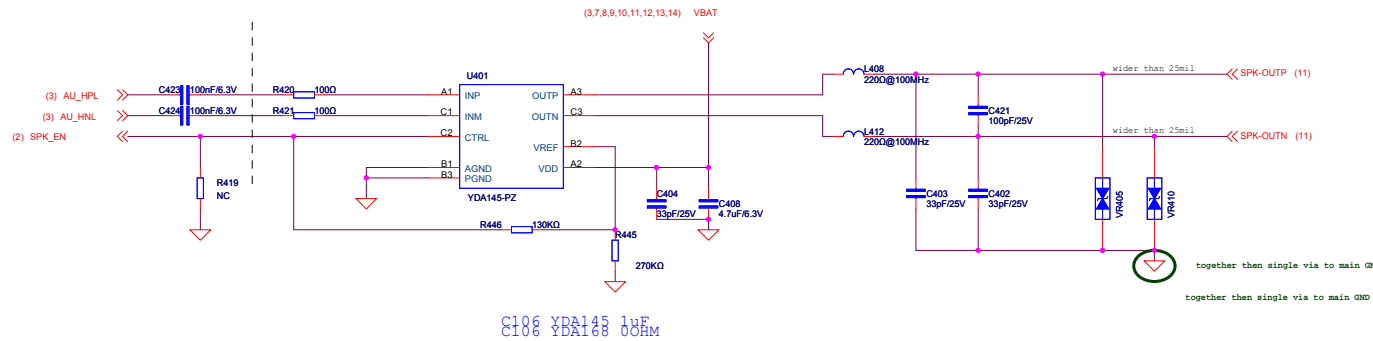 (3,7,8,9,10,11,12,13,14) VBAT
U401
L408
220Ω@100MHz
wider than 25mil
SPK-OUTP (11)
(3) AU_HPL
C423
100nF/6.3V
R420
100Ω
A1
INP
OUTP
A3
(3) AU_HNL
C424
100nF/6.3V
R421
100Ω
C1
INM
OUTN
C3
C421
100pF/25V
(2) SPK_EN
C2
CTRL
L412
220Ω@100MHz
wider than 25mil
SPK-OUTN (11)
VREF
B2
B1
AGND
VDD
A2
B3
PGND
R419
NC
YDA145-PZ
C404
33pF/25V
C408
4.7uF/6.3V
C403
33pF/25V
C402
33pF/25V
VR405
VR410
R446
130KΩ
R445
270KΩ
together then single via to main
together then single via to main GND
C106 YDA145 1uF
C106 YDA168 0OHM